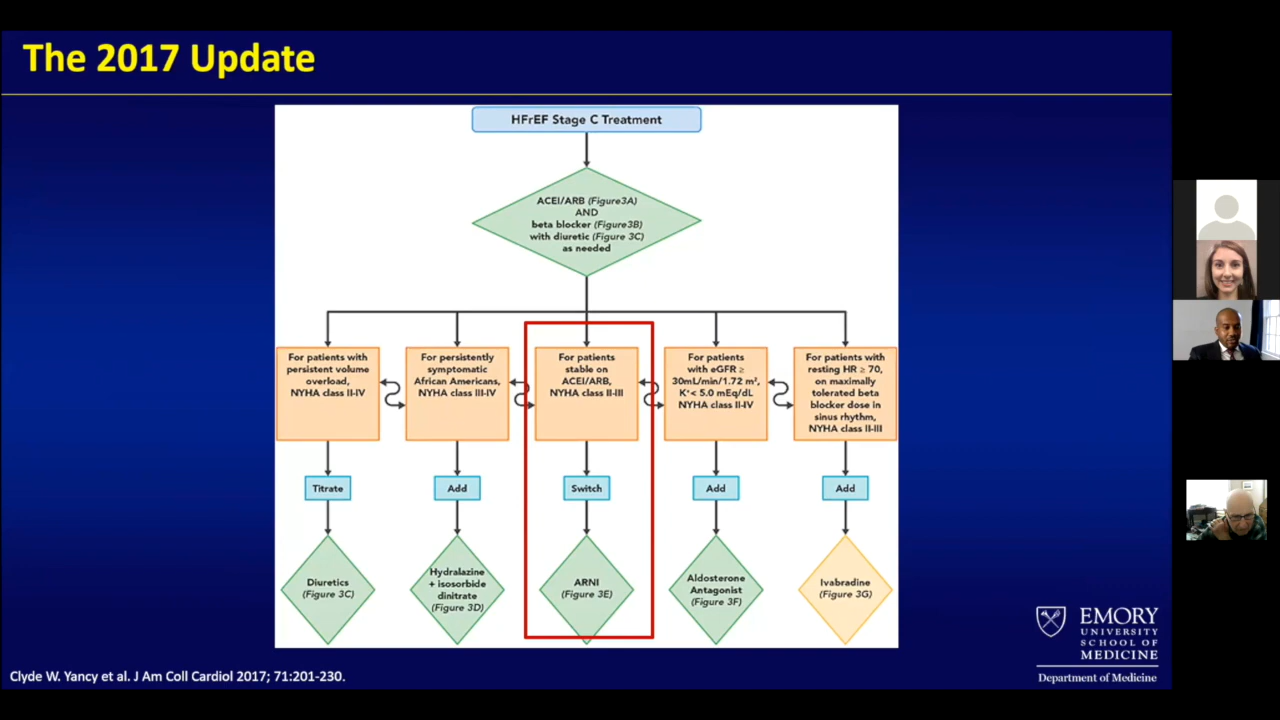 The 2017 Update
HFrEF Stage C Treatment
ACEI/ARB (Figure3A)
AND
beta blocker (Figure3B)
with diuretic (Figure 3C)
as needed
For patients with
persistent volume
overload,
NYHA class II-IV
For persistently
symptomatic
African Americans,
NYHA class III-IV
For patients
stable on
ACEI/ARB,
NYHA class II-III
For patients
with eGFR ≥
30mL/min/1.72 m²,
K⁺< 5.0 mEq/dL
NYHA class II-IV
For patients with
resting HR ≥ 70,
on maximally
tolerated beta
blocker dose in
sinus rhythm,
NYHA class II-III
Titrate
Add
Switch
Add
Add
Diuretics
(Figure 3C)
Hydralazine
+ isosorbide
dinitrate
(Figure 3D)
ARNI
(Figure 3E)
Aldosterone
Antagonist
(Figure 3F)
Ivabradine
(Figure 3G)
EMORY
UNIVERSITY
SCHOOL OF
MEDICINE
Department of Medicine
Clyde W. Yancy et al. J Am Coll Cardiol 2017; 71:201-230.